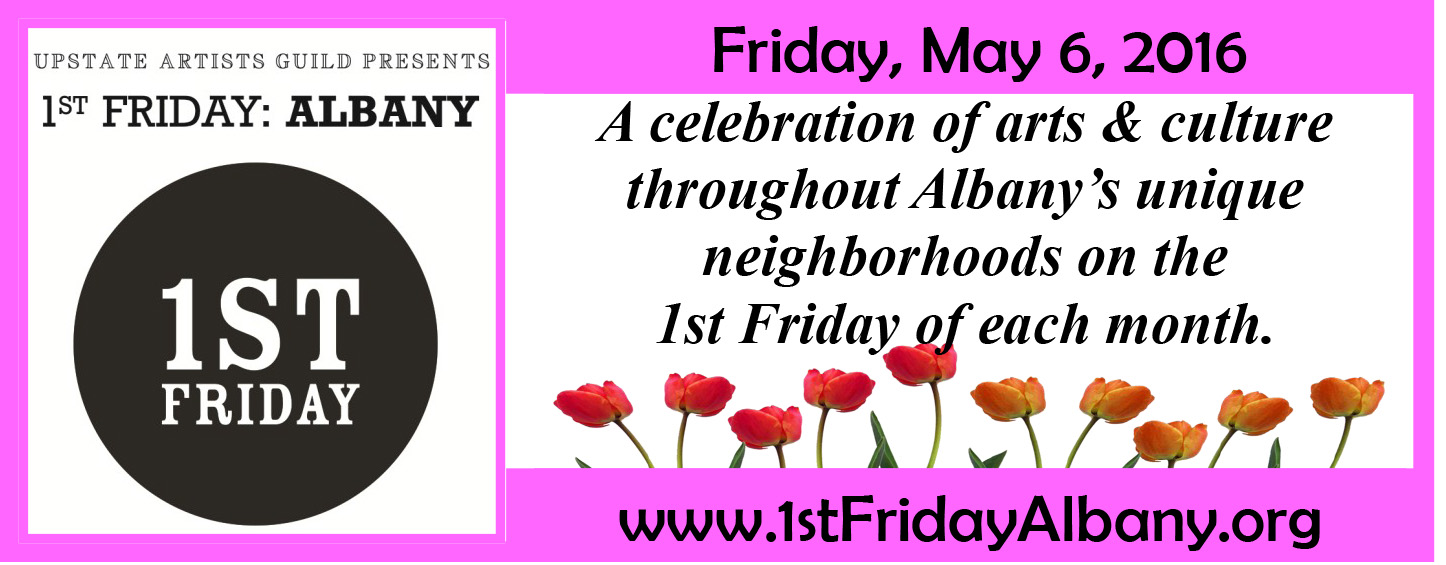 UPSTATE ARTISTS GUILD PRESENTS
1ST FRIDAY: ALBANY
1ST
FRIDAY
Friday, May 6, 2016
A celebration of arts & culture
throughout Albany’s unique
neighborhoods on the
1st Friday of each month.
www.1stFridayAlbany.org